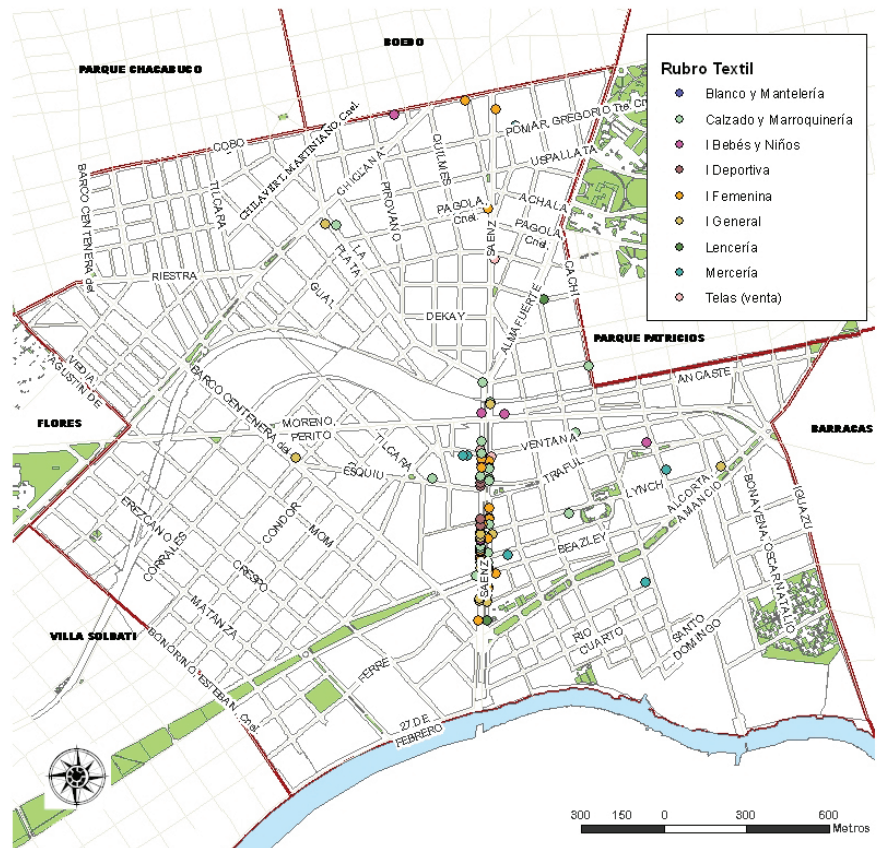 BOEDO
PARQUE CHACABUCO
Rubro Textil
Blanco y Mantelería
Calzado y Marroquinería
I Bebés y Niños
I Deportiva
I Femenina
I General
Lencería
Mercería
Telas (venta)
POMAR, GREGORIO Tte. Cnel
COBO
CHILAVERT, MARTINIANO, Cnel.
CHICLANA
QUILMES
USPALLATA
BARCO CENTENERA del
TILCARA
PIROVANO
PAGOLA Cnel.
SAENZ
ACHALA
PAGOLA Cnel.
LA PLATA
RIESTRA
GUALE
CACHI
DEKAY
ALMAFUERTE
PARQUE PATRICIOS
VEDIA AGUSTIN DE
BARCO CENTENERA del
ANCASTE
FLORES
MORENO PERITO
TILCARA
VENTANA
BARRACAS
ESQUIU
TRAFUL
LYNCH
ALCORTA AMANCIO
BONAVENA, OSCAR NATALIO
IGUAZU
EREZCANO
CORRALES
CONDOR
MOM
BEAZLEY
CRESPO
SAENZ
MATANZA
VILLA SOLDATI
BONORINO, ESTEBAN, Cnel.
FERRE
RIO CUARTO
SANTO DOMINGO
27 DE FEBRERO
300 150 0 300 600
Metros